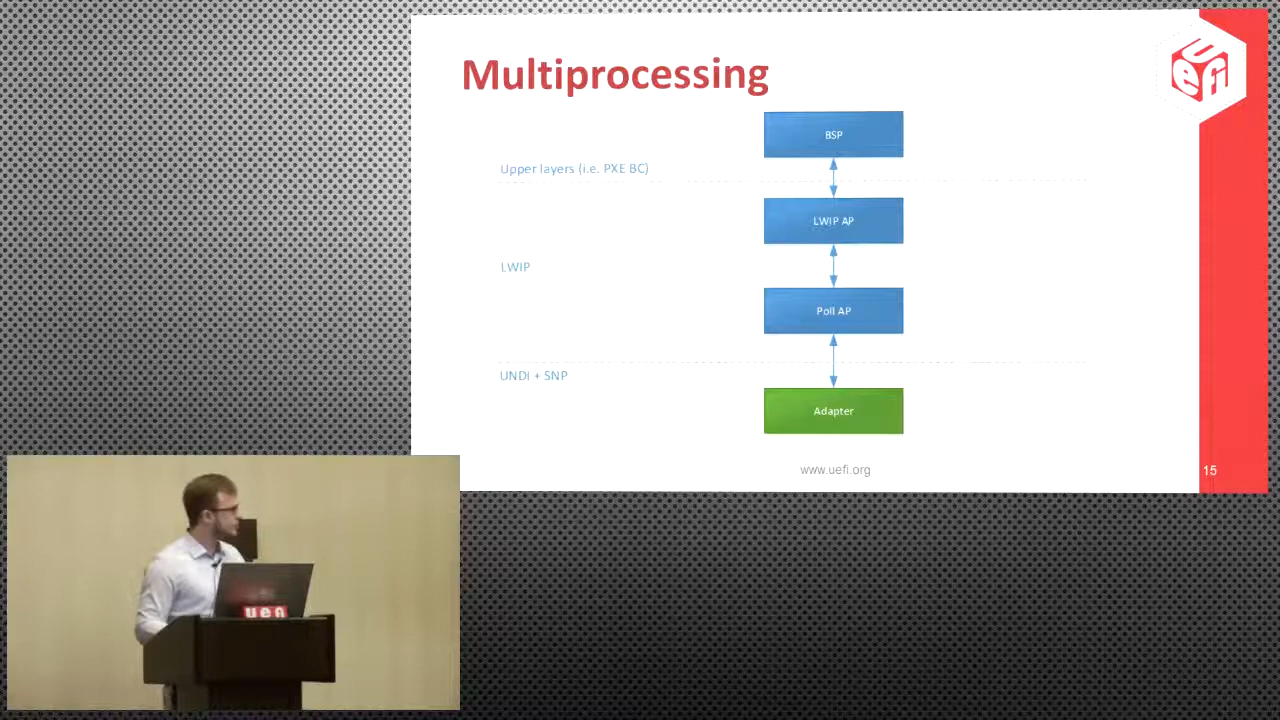 Multiprocessing
uefi
BSP
Upper layers (i.e. PXE BC)
LWIP AP
LWIP
Poll AP
UNDI + SNP
Adapter
www.uefi.org
15
uefi